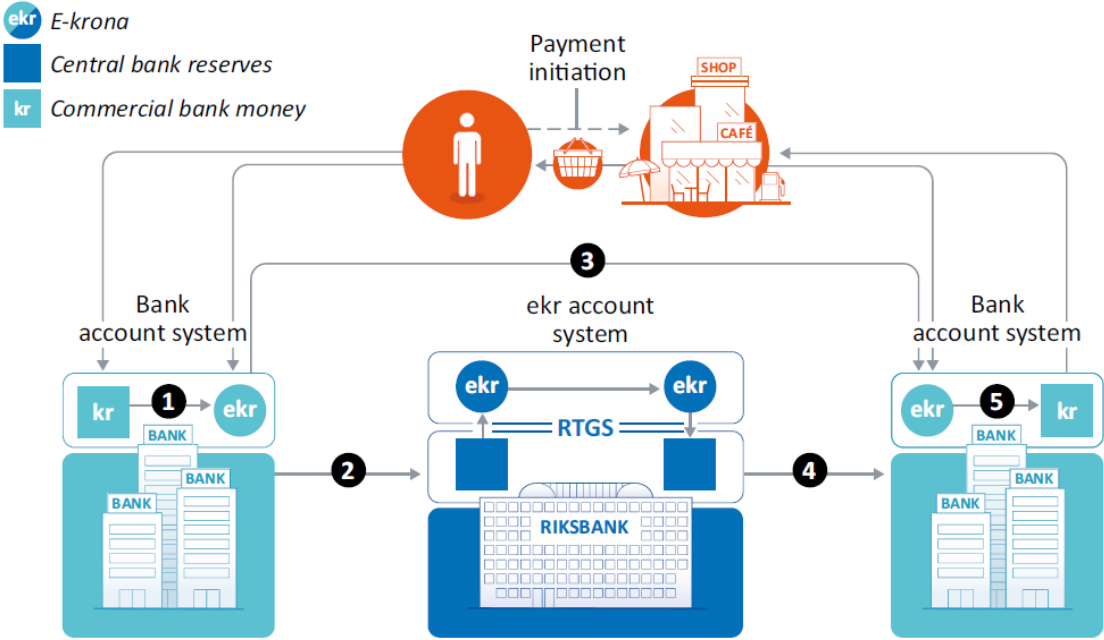 ekr E-krona
Central bank reserves
kr Commercial bank money
Payment
initiation
SHOP
CAFÉ
3
Bank
account system
ekr account
system
Bank
account system
kr 1 ekr
ekr ekr
ekr 5 kr
RTGS
BANK
BANK
BANK
2
RIKSBANK
4
BANK
BANK
BANK